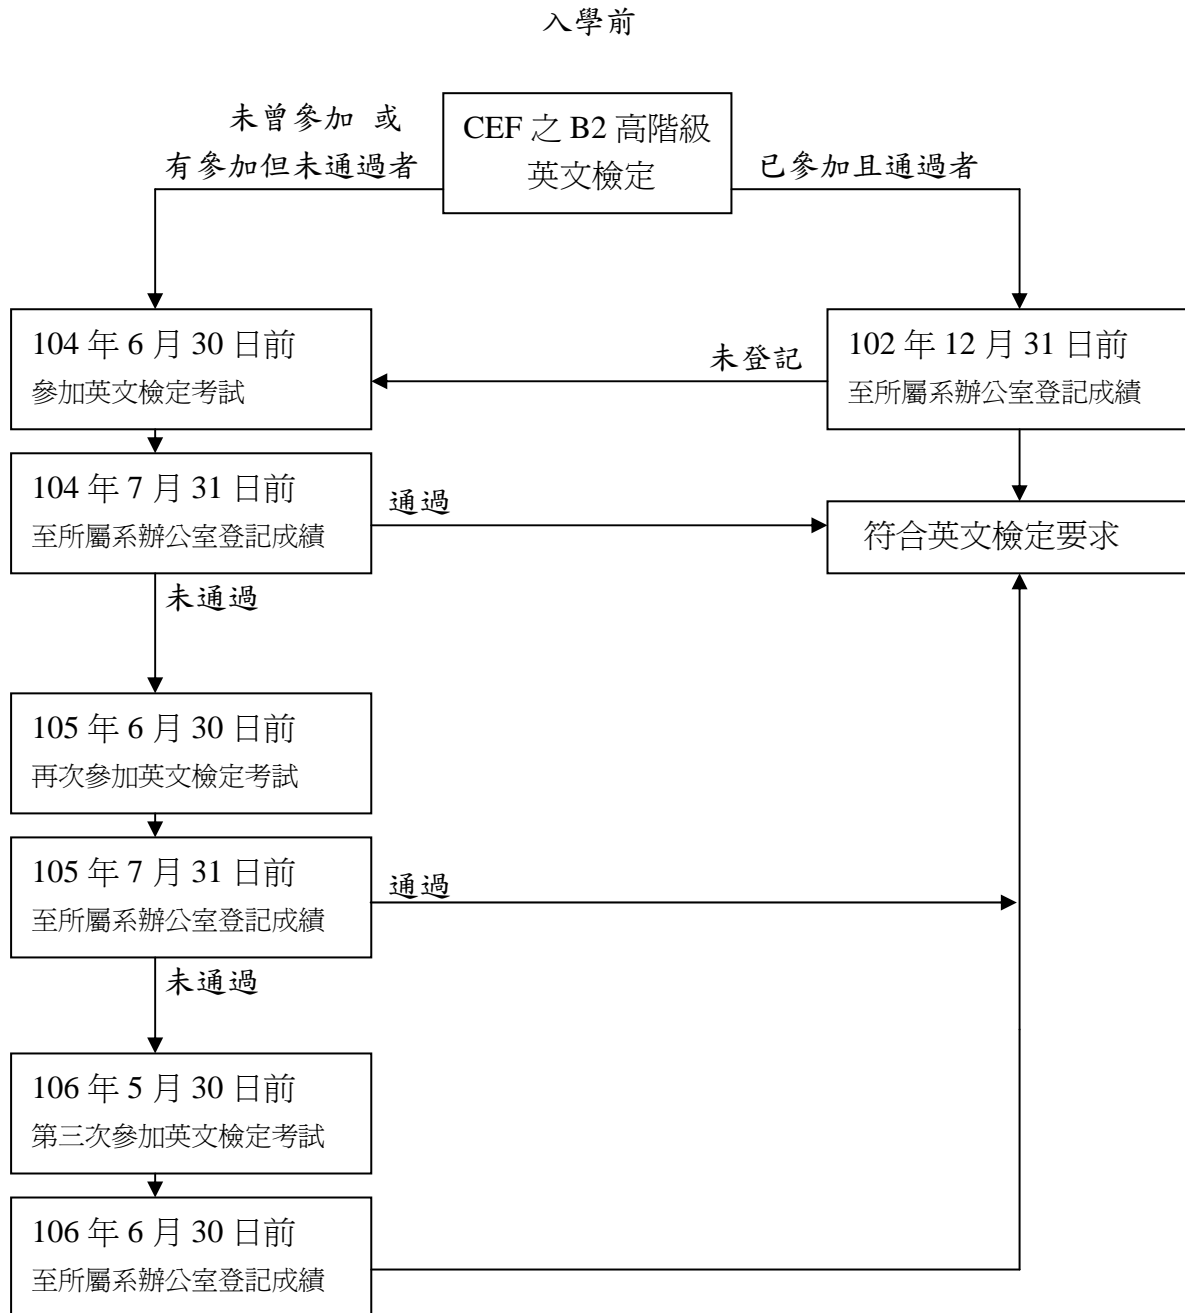 入學前
未曾參加 或
有參加但未通過者
CEF 之 B2 高階級
英文檢定
已參加且通過者
104 年 6 月 30 日前
參加英文檢定考試
未登記
102 年 12 月 31 日前
至所屬系辦公室登記成績
104 年 7 月 31 日前
至所屬系辦公室登記成績
通過
符合英文檢定要求
未通過
105 年 6 月 30 日前
再次參加英文檢定考試
105 年 7 月 31 日前
至所屬系辦公室登記成績
通過
未通過
106 年 5 月 30 日前
第三次參加英文檢定考試
106 年 6 月 30 日前
至所屬系辦公室登記成績